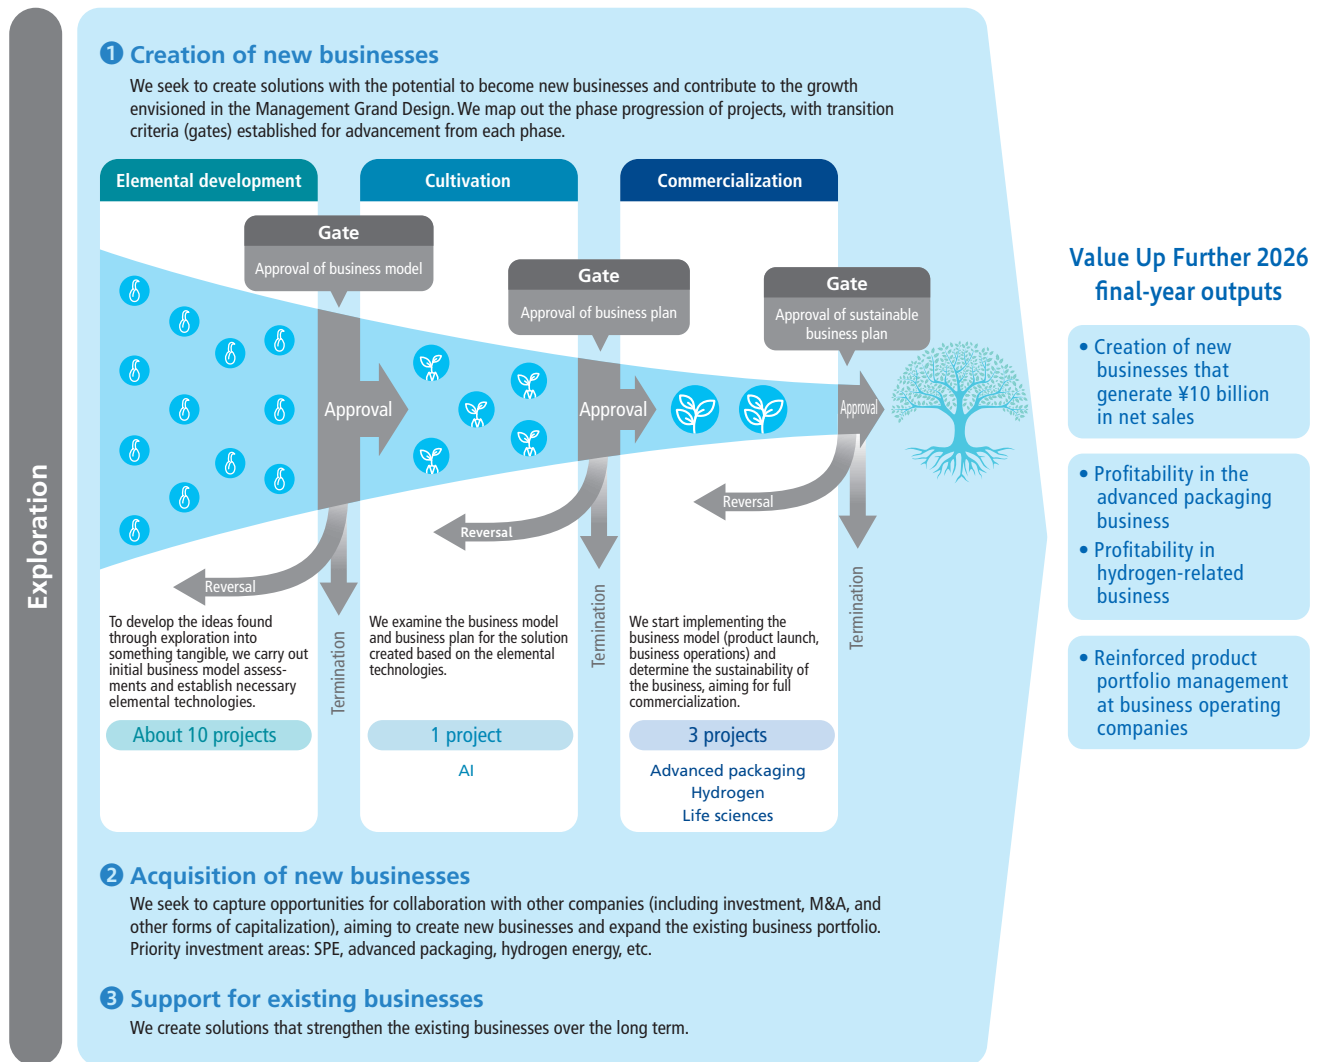 Exploration
❶ Creation of new businesses
We seek to create solutions with the potential to become new businesses and contribute to the growth
envisioned in the Management Grand Design. We map out the phase progression of projects, with transition
criteria (gates) established for advancement from each phase.
Elemental development
Cultivation
Commercialization
Gate
Approval of business model
Gate
Approval of business plan
Gate
Approval of sustainable
business plan
Approval
Approval
Approval
Reversal
Reversal
Reversal
Termination
Termination
Termination
To develop the ideas found
through exploration into
something tangible, we carry out
initial business model assess-
ments and establish necessary
elemental technologies.
About 10 projects
We examine the business model
and business plan for the solution
created based on the elemental
technologies.
1 project
AI
We start implementing the
business model (product launch,
business operations) and
determine the sustainability of
the business, aiming for full
commercialization.
3 projects
Advanced packaging
Hydrogen
Life sciences
❷ Acquisition of new businesses
We seek to capture opportunities for collaboration with other companies (including investment, M&A, and
other forms of capitalization), aiming to create new businesses and expand the existing business portfolio.
Priority investment areas: SPE, advanced packaging, hydrogen energy, etc.
❸ Support for existing businesses
We create solutions that strengthen the existing businesses over the long term.
Value Up Further 2026
final-year outputs
• Creation of new
businesses that
generate ¥10 billion
in net sales
• Profitability in the
advanced packaging
business
• Profitability in
hydrogen-related
business
• Reinforced product
portfolio management
at business operating
companies